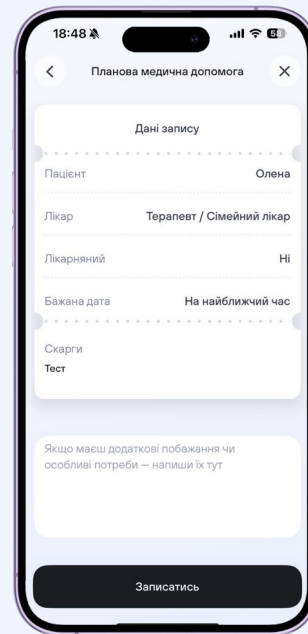 18:48
53
Планова медична допомога
Дані запису
Пацієнт Олена
Лікар Терапевт / Сімейний лікар
Лікарняний Ні
Бажана дата На найближчий час
Скарги
Тест
Якщо маєш додаткові побажання чи
особливі потреби — напиши їх тут
Записатись